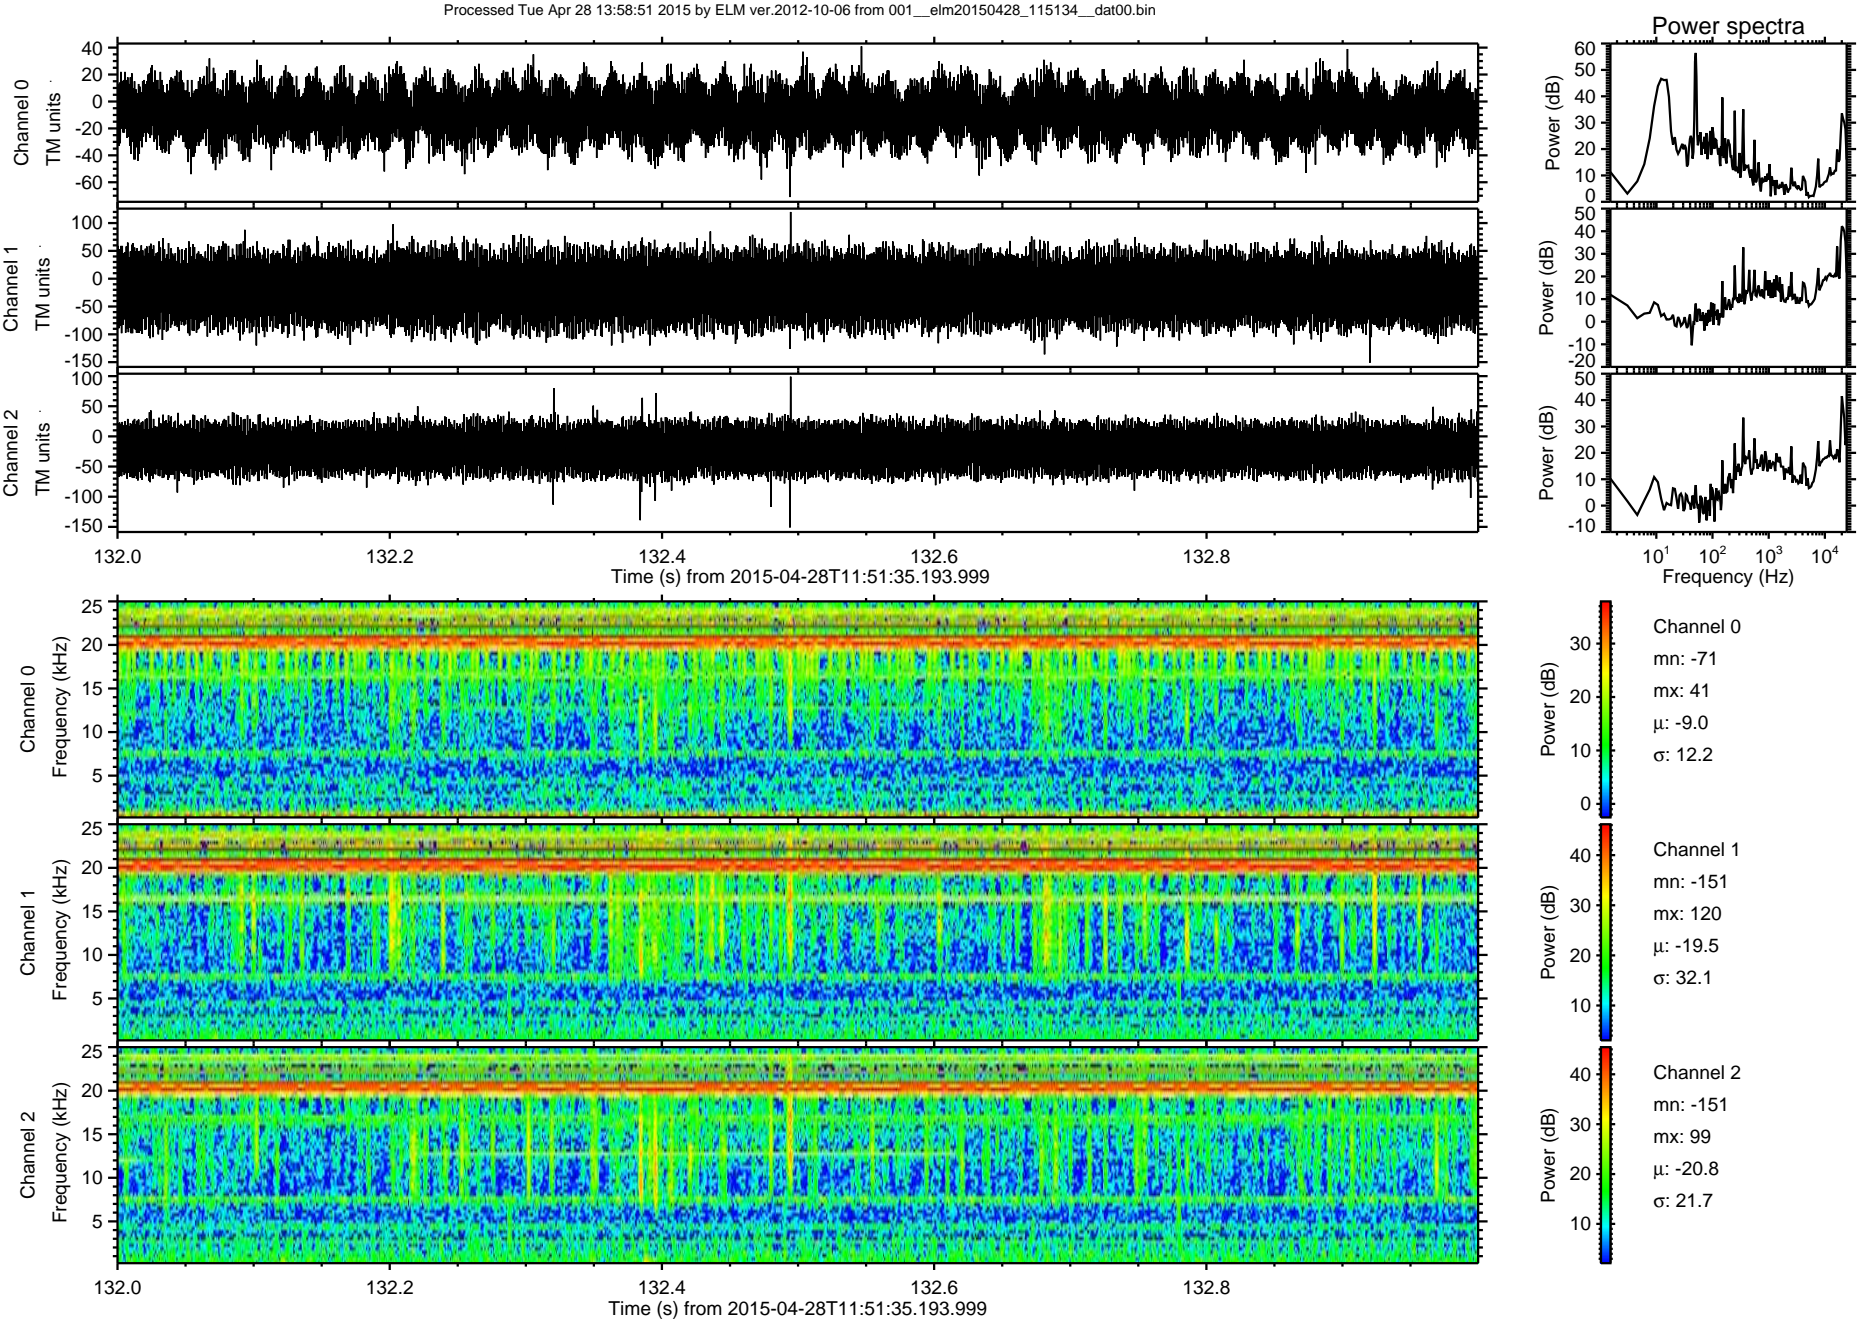 Processed Tue Apr 28 13:58:51 2015 by ELM ver.2012-10-06 from 001__elm20150428_115134__dat00.bin
Power spectra
Channel 0
TM units
40
20
0
-20
-40
-60
Power (dB)
60
50
40
30
20
10
0
Channel 1
TM units
100
50
0
-50
-100
-150
Power (dB)
50
40
30
20
10
0
-10
-20
Channel 2
TM units
100
50
0
-50
-100
-150
Power (dB)
50
40
30
20
10
0
-10
132.0 132.2 132.4 132.6 132.8
Time (s) from 2015-04-28T11:51:35.193.999
10¹ 10² 10³ 10⁴
Frequency (Hz)
Channel 0
Frequency (kHz)
25
20
15
10
5
Power (dB)
30
20
10
0
Channel 0
mn: -71
mx: 41
μ: -9.0
σ: 12.2
Channel 1
Frequency (kHz)
25
20
15
10
5
Power (dB)
40
30
20
10
Channel 1
mn: -151
mx: 120
μ: -19.5
σ: 32.1
Channel 2
Frequency (kHz)
25
20
15
10
5
Power (dB)
40
30
20
10
Channel 2
mn: -151
mx: 99
μ: -20.8
σ: 21.7
132.0 132.2 132.4 132.6 132.8
Time (s) from 2015-04-28T11:51:35.193.999